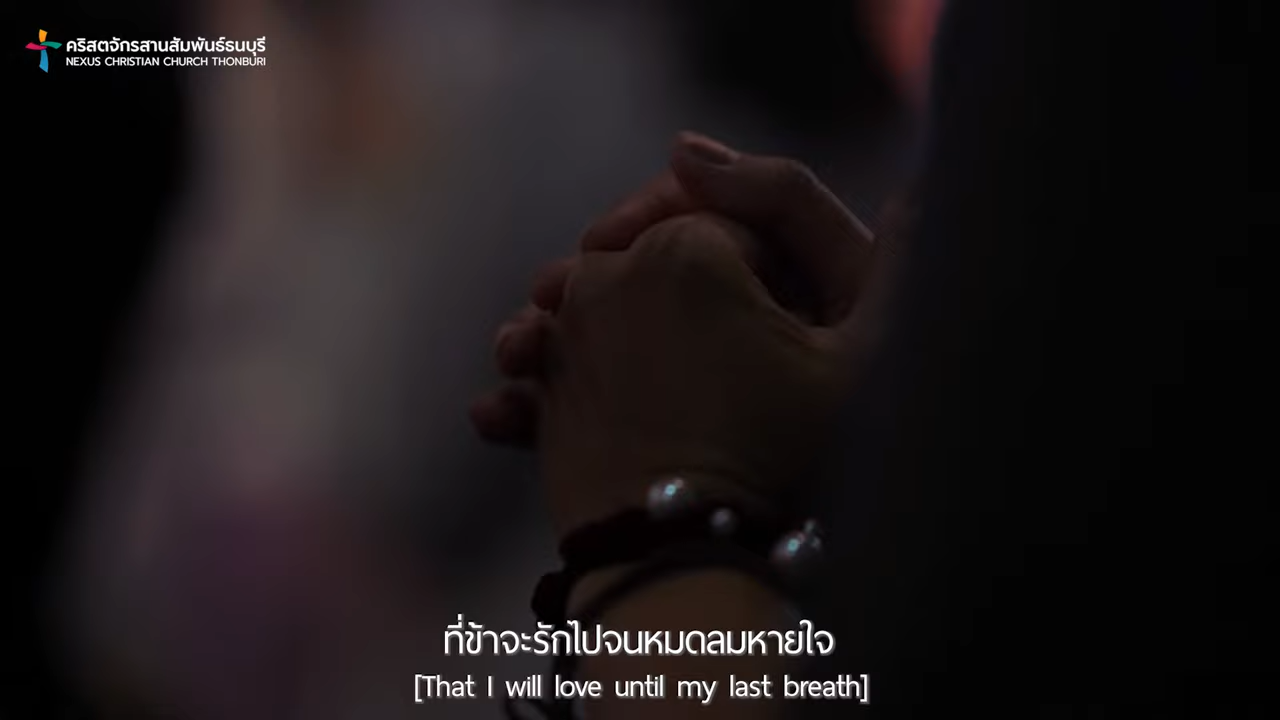 คริสตจักรสานสัมพันธ์ธนบุรี
NEXUS CHRISTIAN CHURCH THONBURI
ที่ข้าจะรักไปจนหมดลมหายใจ
[That I will love until my last breath]